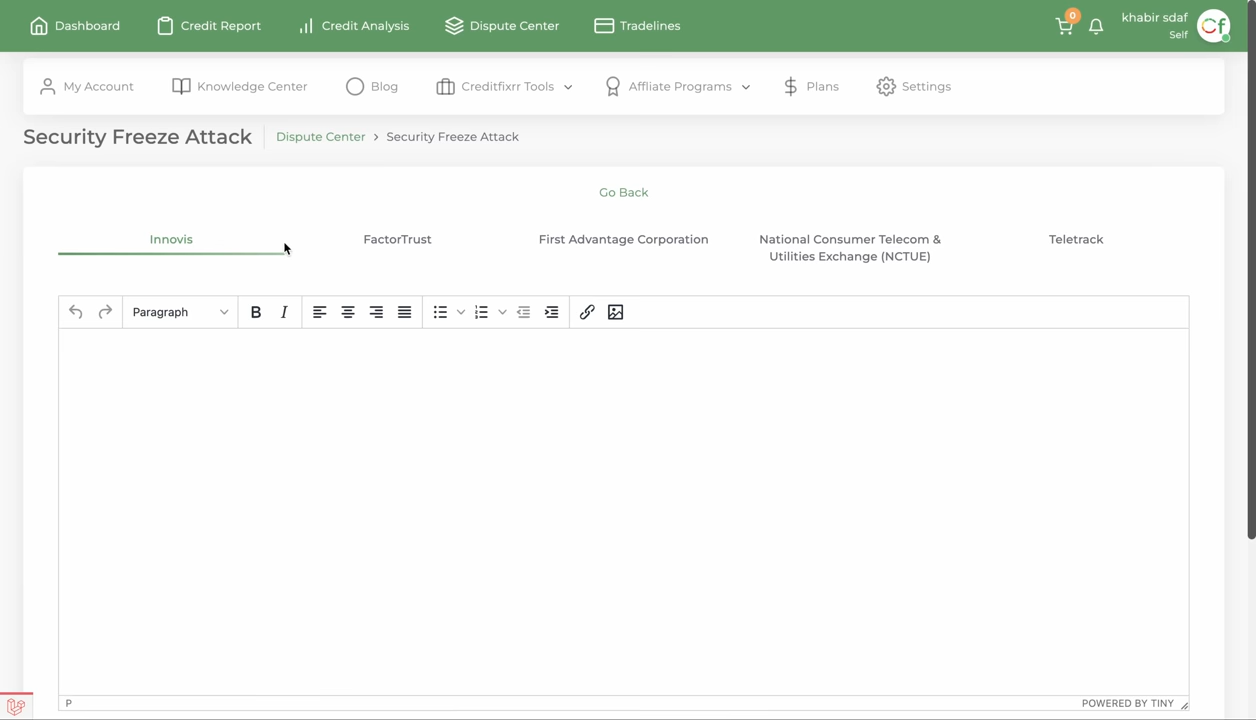 Dashboard Credit Report Credit Analysis Dispute Center Tradelines 0 khabir sdaf
Self
Cf
My Account Knowledge Center Blog Creditfixrr Tools Affliate Programs Plans Settings
Security Freeze Attack Dispute Center > Security Freeze Attack
Go Back
Innovis FactorTrust First Advantage Corporation National Consumer Telecom &
Utilities Exchange (NCTUE) Teletrack
Paragraph B I
P POWERED BY TINY